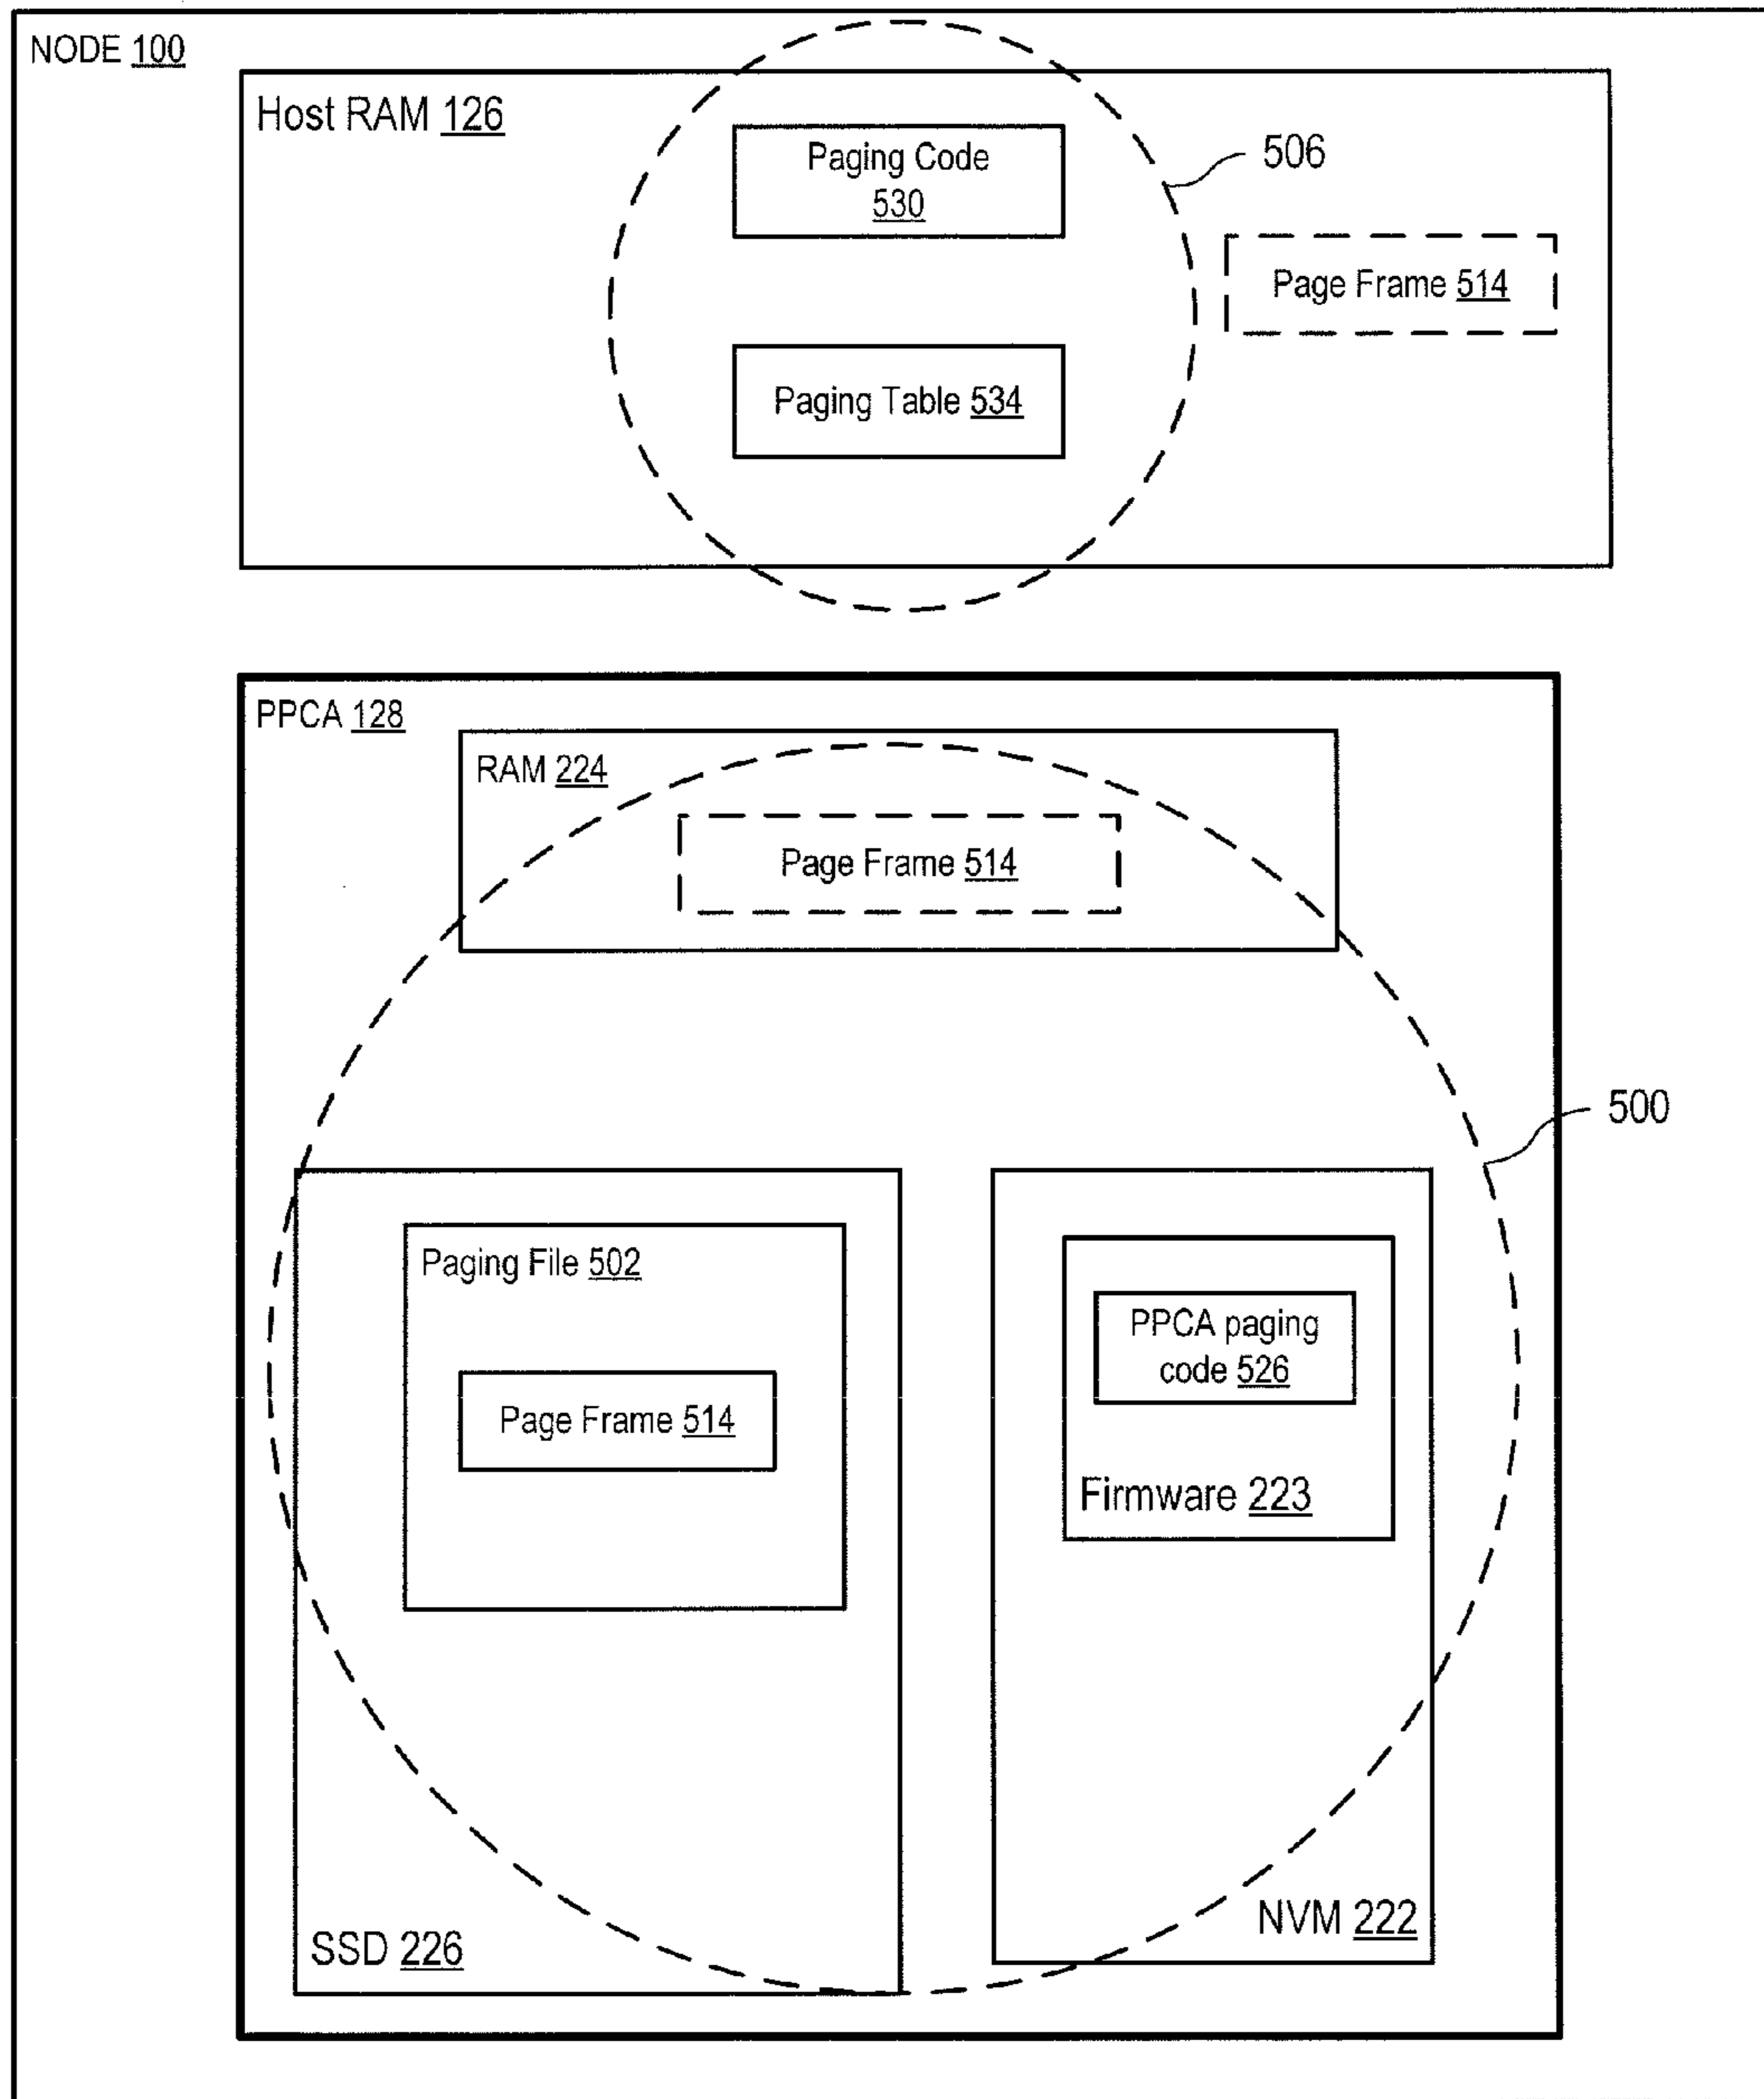 NODE 100
Host RAM 126
Paging Code
530
506
Page Frame 514
Paging Table 534
PPCA 128
RAM 224
Page Frame 514
500
Paging File 502
PPCA paging
code 526
Page Frame 514
Firmware 223
NVM 222
SSD 226